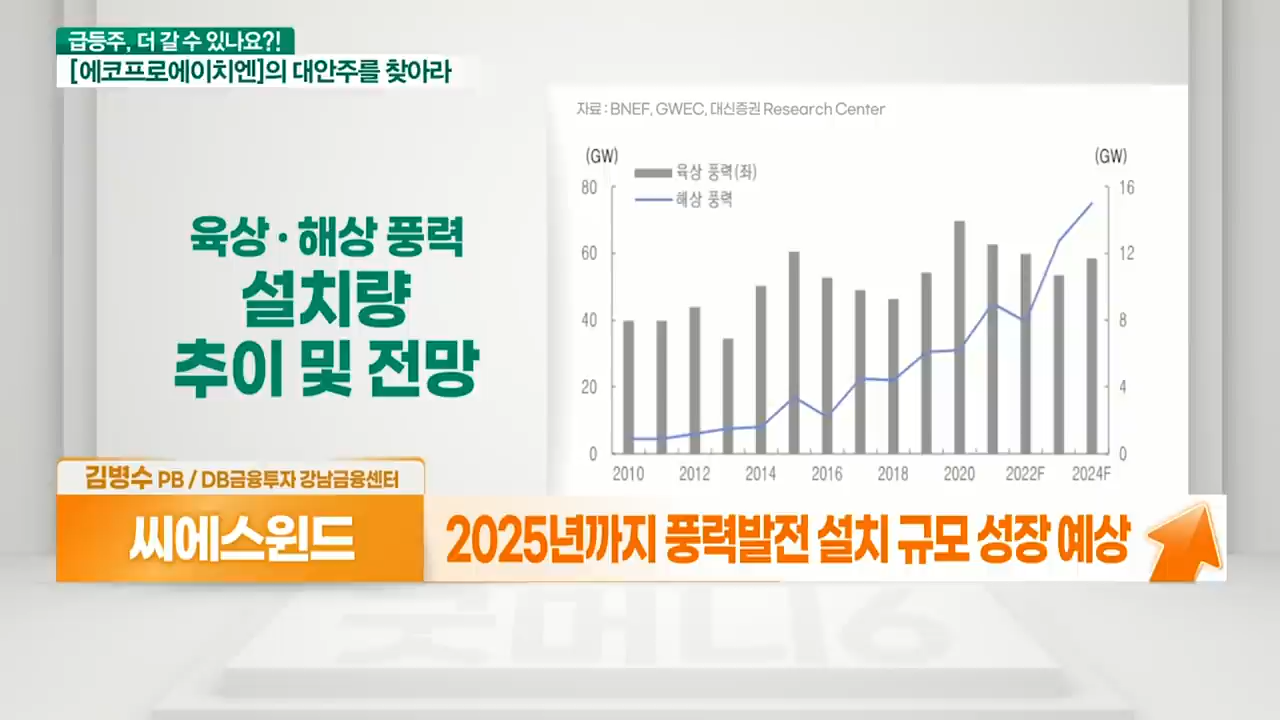 급등주, 더 갈 수 있나요?!
[에코프로에이치엔]의 대안주를 찾아라
육상·해상 풍력
설치량
추이 및 전망
자료 : BNEF, GWEC, 대신증권 Research Center
(GW) (GW)
육상 풍력(좌)
해상 풍력
80 16
60 12
40 8
20 4
0 0
2010 2012 2014 2016 2018 2020 2022F 2024F
김병수 PB / DB금융투자 강남금융센터
씨에스윈드
2025년까지 풍력발전 설치 규모 성장 예상
굿머니6